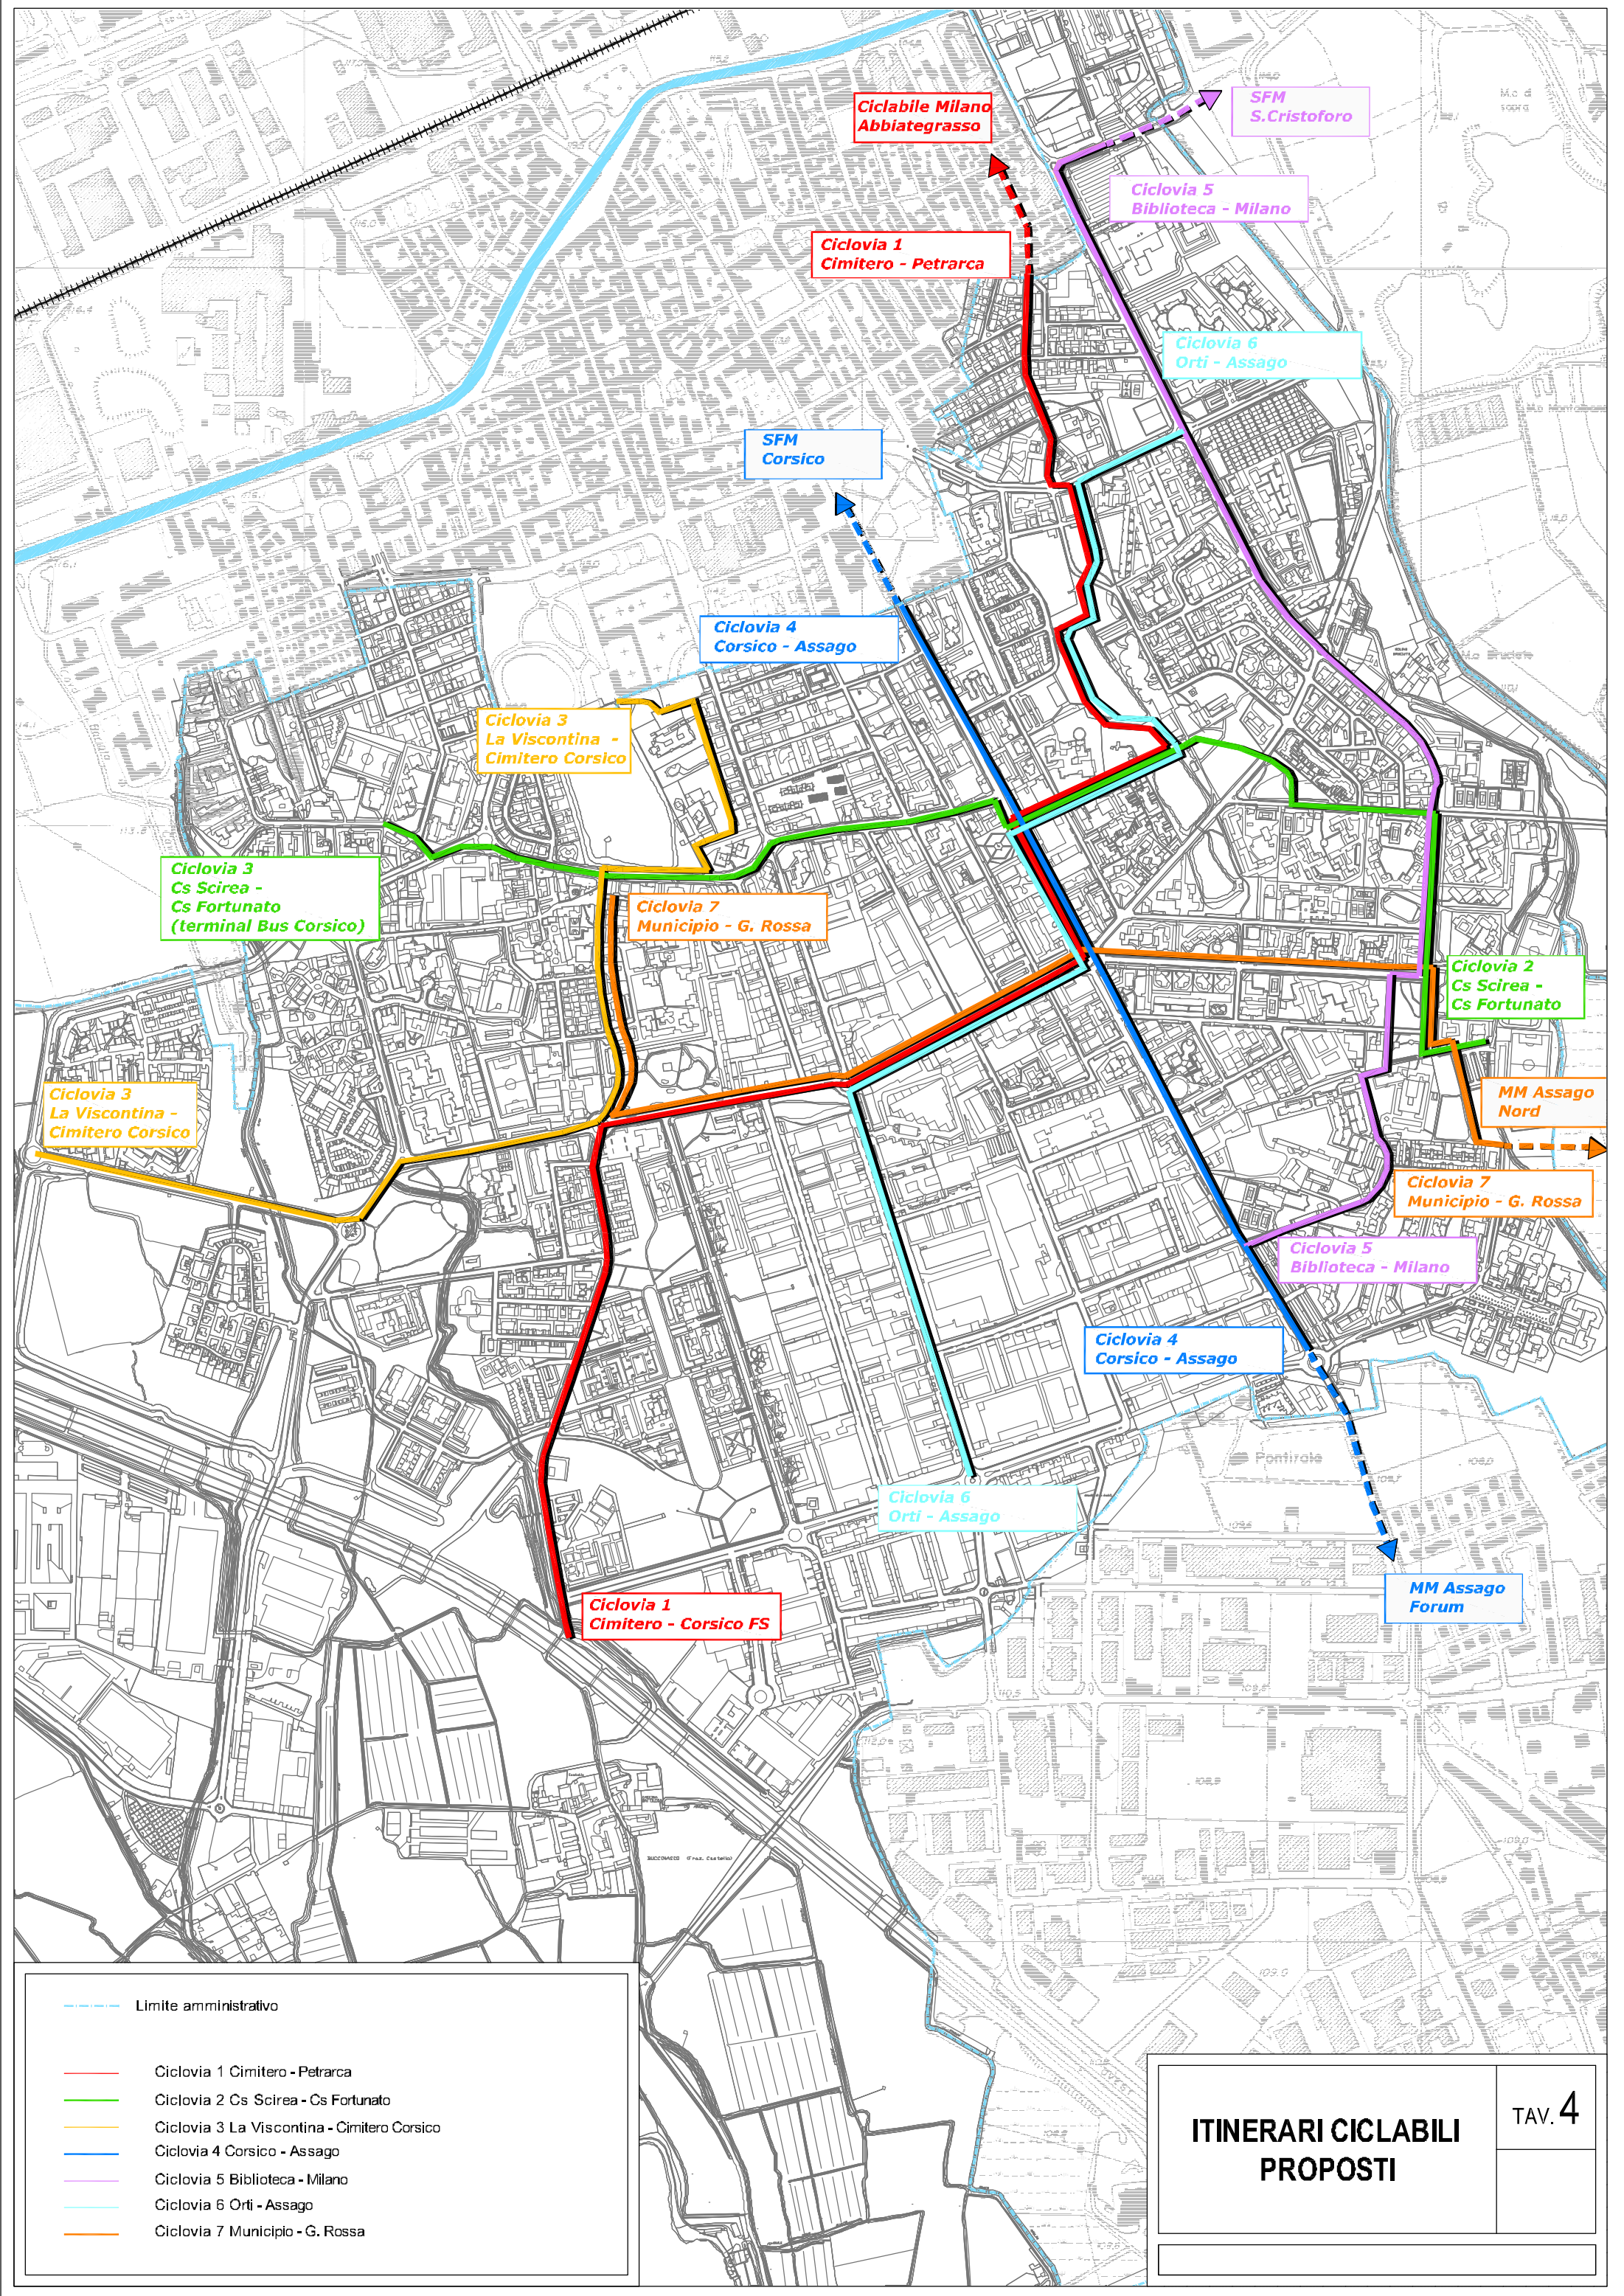 SFM
S.Cristoforo
Ciclabile Milano
Abbiategrasso
Ciclovia 5
Biblioteca - Milano
Ciclovia 1
Cimitero - Petrarca
Ciclovia 6
Orti - Assago
SFM
Corsico
Ciclovia 4
Corsico - Assago
Ciclovia 3
La Viscontina -
Cimitero Corsico
Ciclovia 3
Cs Scirea -
Cs Fortunato
(terminal Bus Corsico)
Ciclovia 7
Municipio - G. Rossa
Ciclovia 2
Cs Scirea -
Cs Fortunato
Ciclovia 3
La Viscontina -
Cimitero Corsico
MM Assago
Nord
Ciclovia 7
Municipio - G. Rossa
Ciclovia 5
Biblioteca - Milano
Ciclovia 4
Corsico - Assago
Pontirolo
Ciclovia 6
Orti - Assago
MM Assago
Forum
Ciclovia 1
Cimitero - Corsico FS
Limite amministrativo
Ciclovia 1 Cimitero - Petrarca
Ciclovia 2 Cs Scirea - Cs Fortunato
Ciclovia 3 La Viscontina - Cimitero Corsico
Ciclovia 4 Corsico - Assago
Ciclovia 5 Biblioteca - Milano
Ciclovia 6 Orti - Assago
Ciclovia 7 Municipio - G. Rossa
ITINERARI CICLABILI
PROPOSTI
TAV. 4